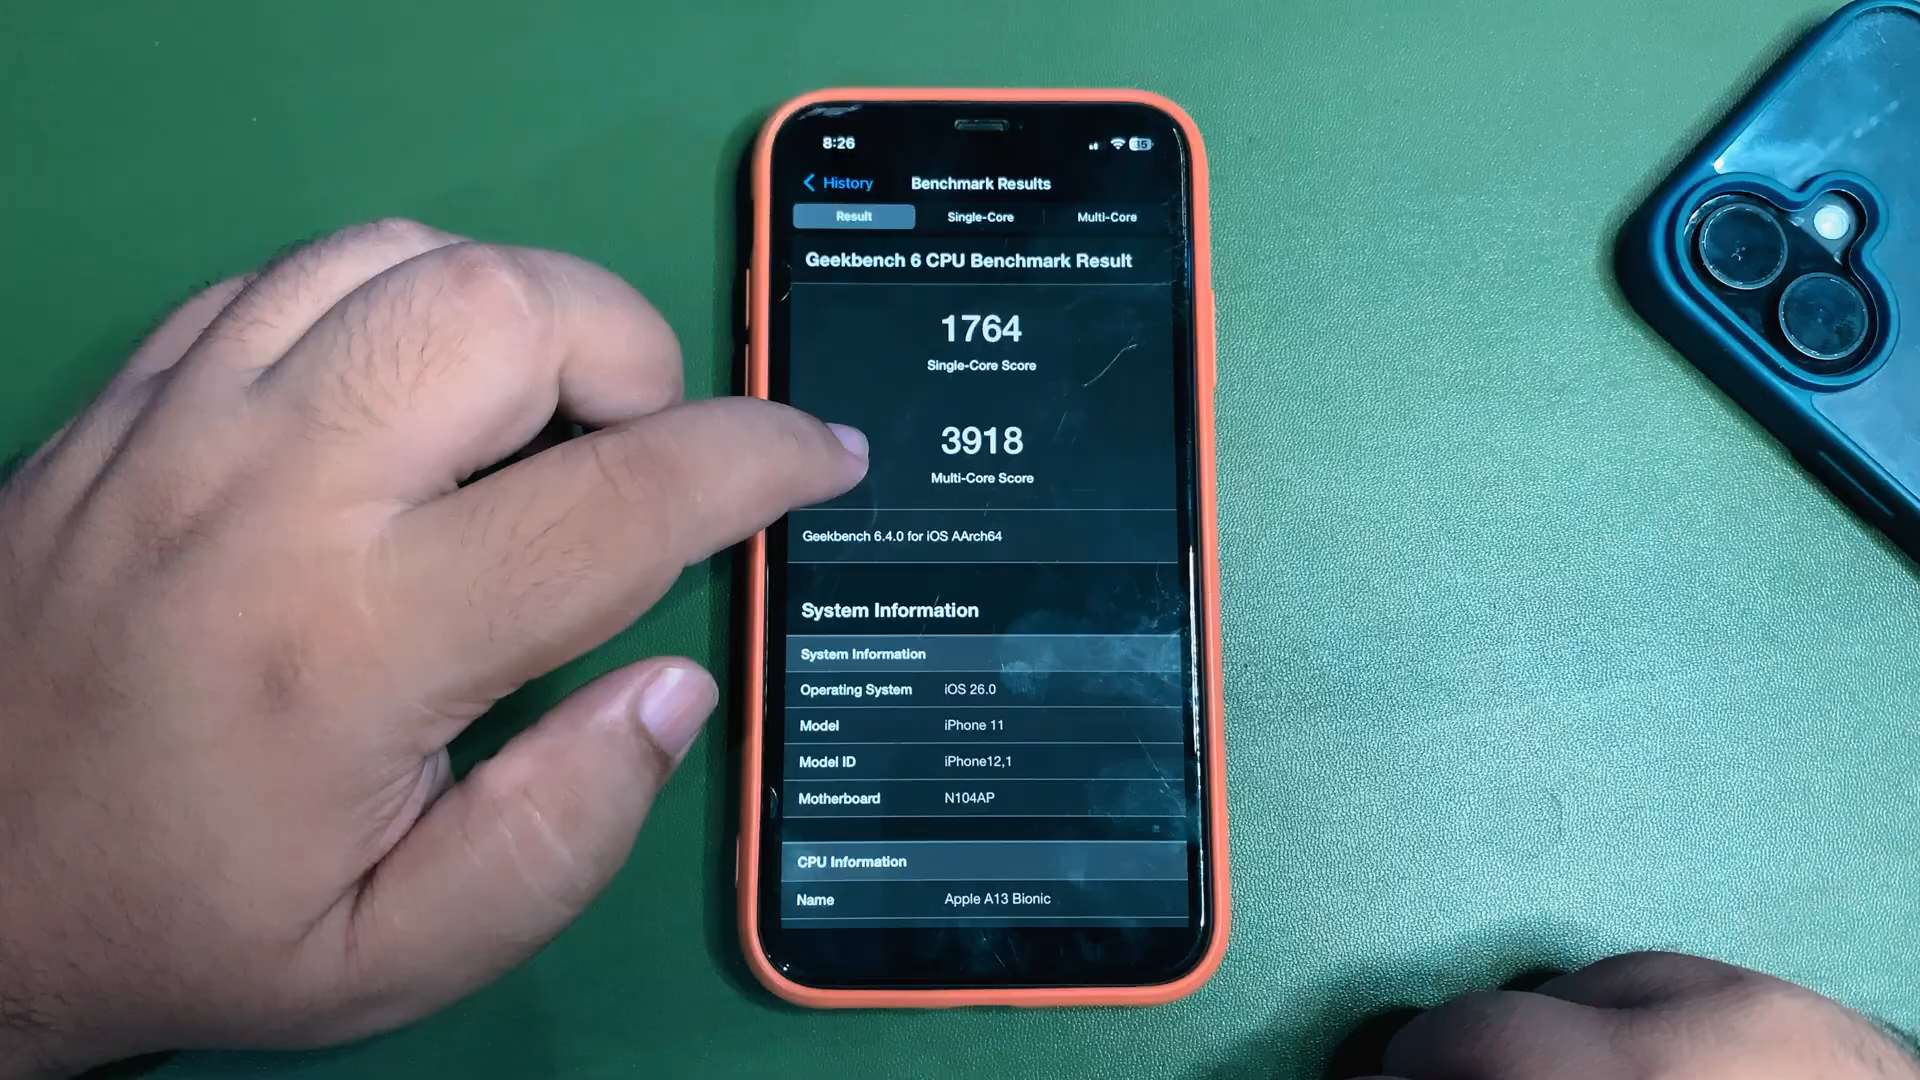 8:26
35
History
Benchmark Results
Result
Single-Core
Multi-Core
Geekbench 6 CPU Benchmark Result
1764
Single-Core Score
3918
Multi-Core Score
Geekbench 6.4.0 for iOS AArch64
System Information
System Information
Operating System iOS 26.0
Model iPhone 11
Model ID iPhone12,1
Motherboard N104AP
CPU Information
Name Apple A13 Bionic